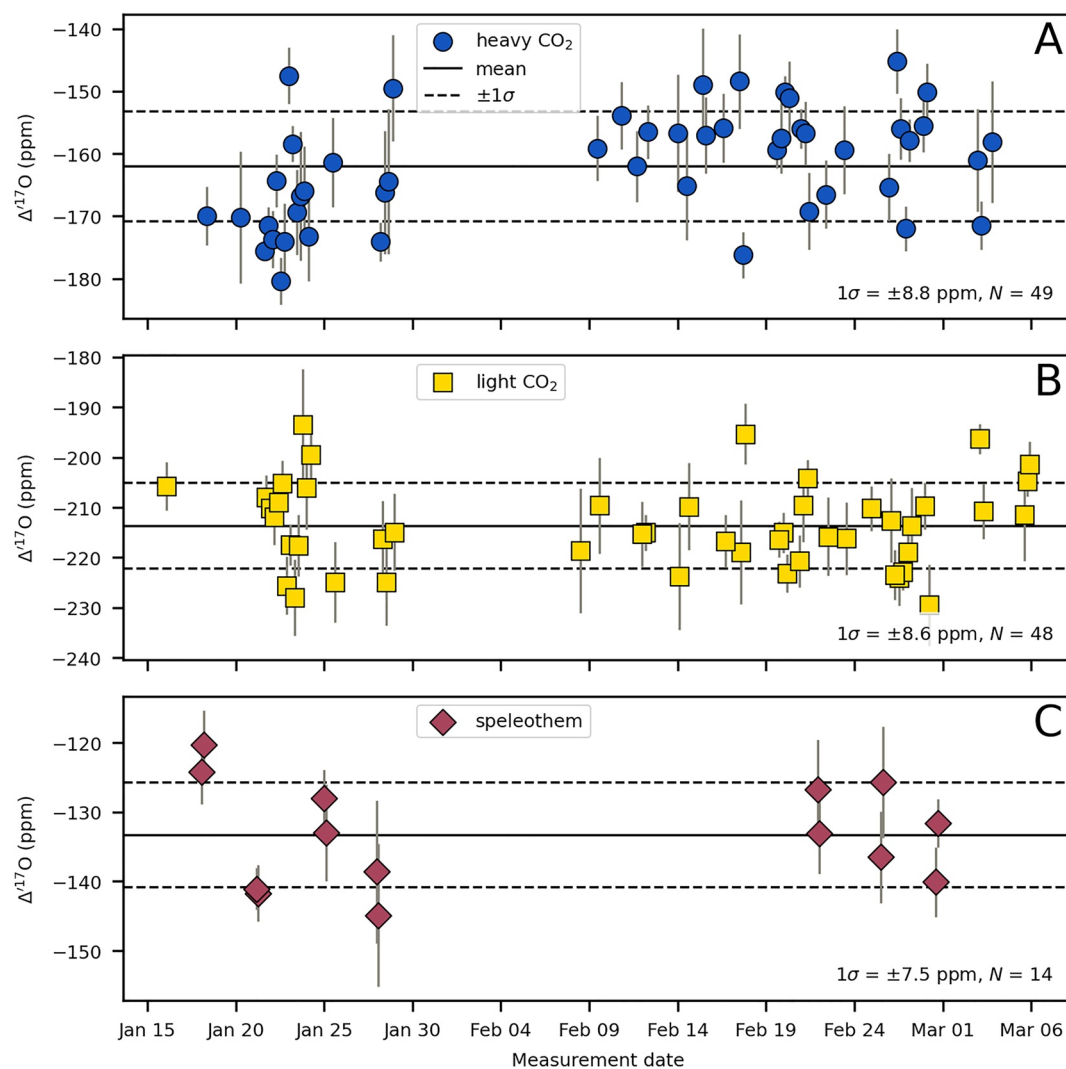 A
heavy CO₂
mean
±1σ
Δ′¹⁷O (ppm)
−140
−150
−160
−170
−180
1σ = ±8.8 ppm, N = 49
B
light CO₂
Δ′¹⁷O (ppm)
−180
−190
−200
−210
−220
−230
−240
1σ = ±8.6 ppm, N = 48
C
speleothem
Δ′¹⁷O (ppm)
−120
−130
−140
−150
1σ = ±7.5 ppm, N = 14
Jan 15 Jan 20 Jan 25 Jan 30 Feb 04 Feb 09 Feb 14 Feb 19 Feb 24 Mar 01 Mar 06
Measurement date